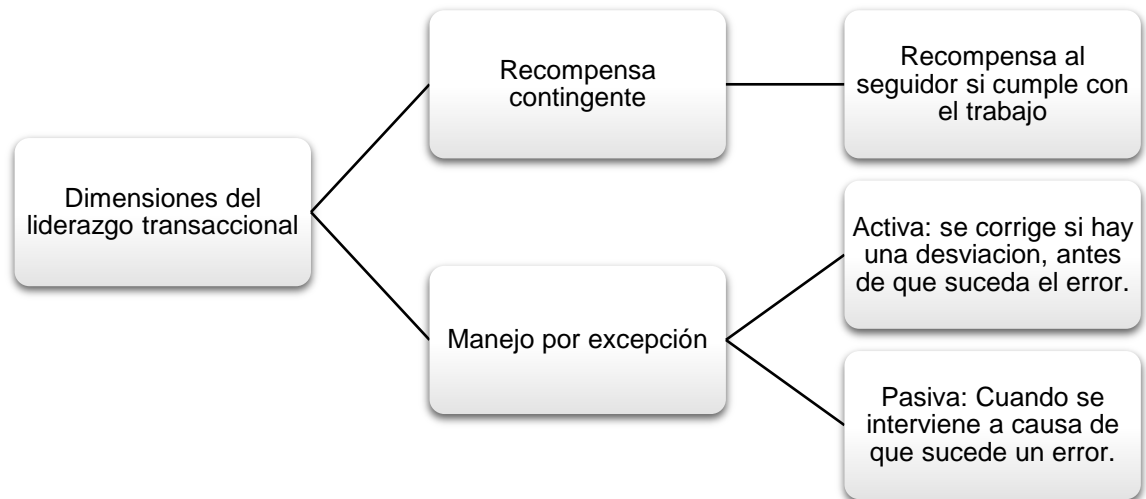 Dimensiones del
liderazgo transaccional
Recompensa
contingente
Recompensa al
seguidor si cumple con
el trabajo
Manejo por excepción
Activa: se corrige si hay
una desviacion, antes
de que suceda el error.
Pasiva: Cuando se
interviene a causa de
que sucede un error.